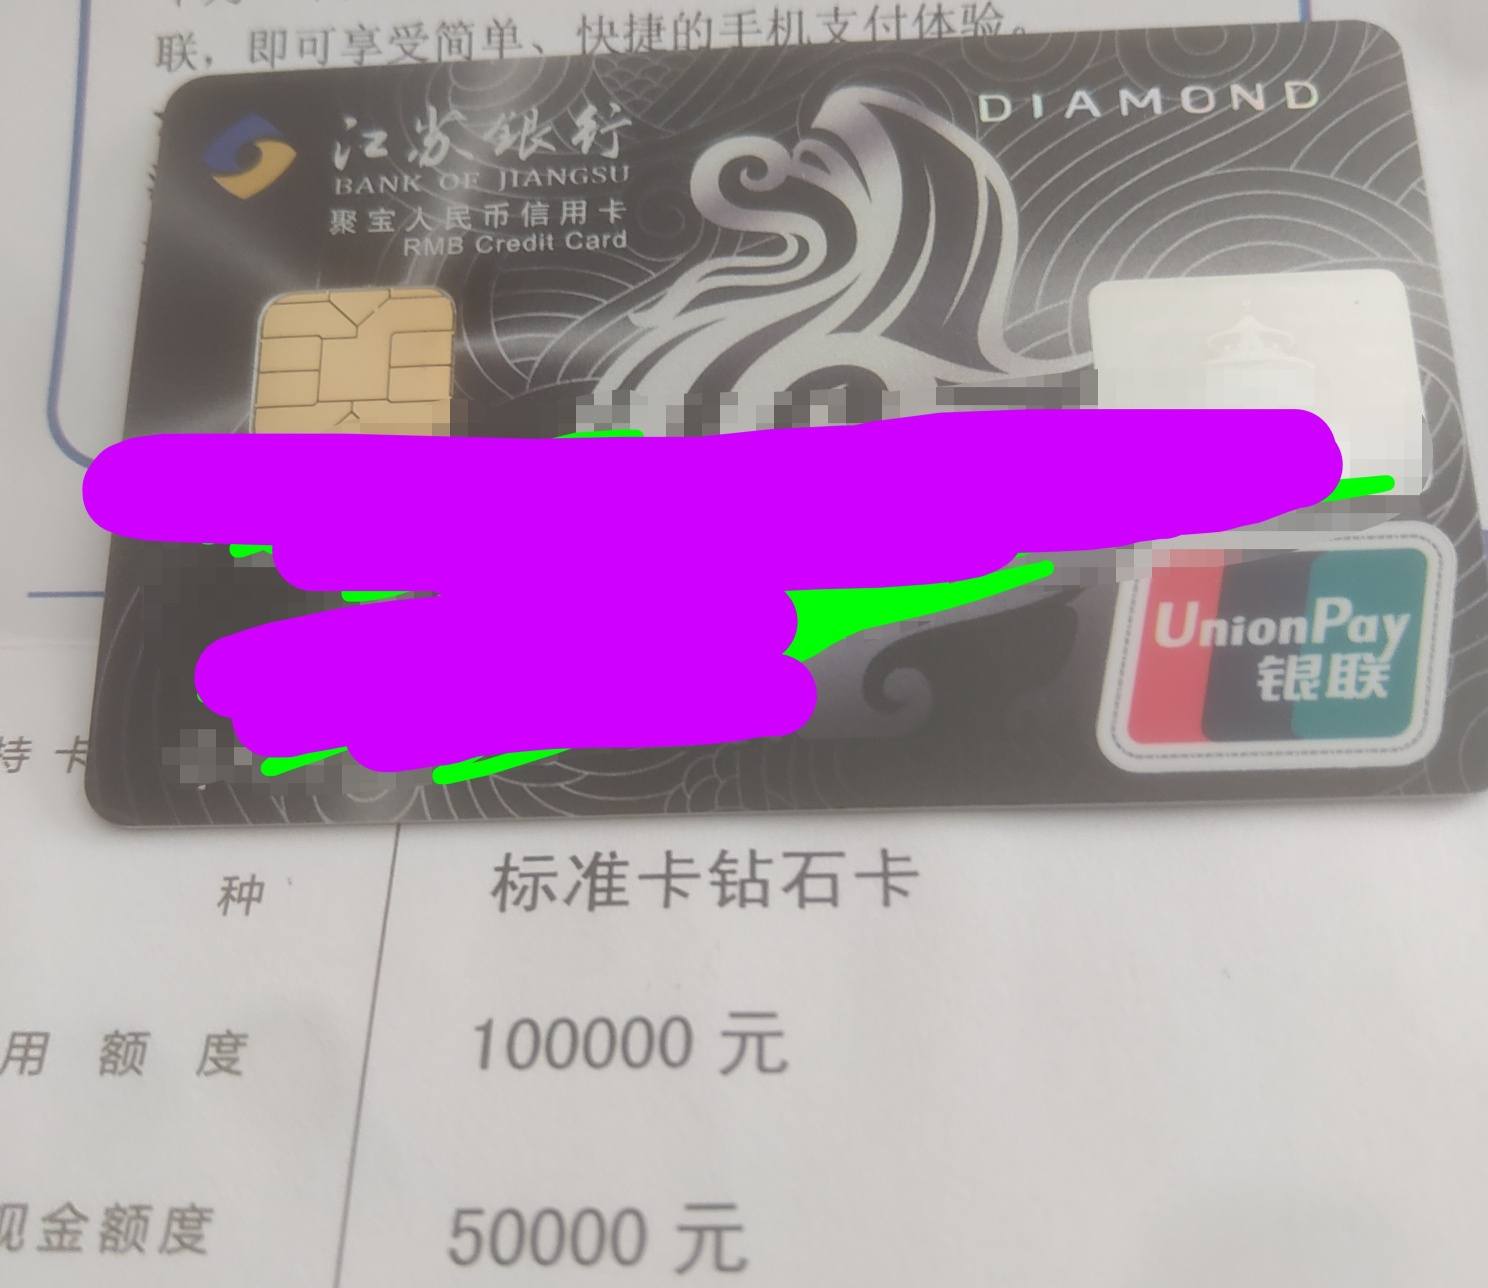 联，即可享受简单、快捷的手机支付体验。
DIAMOND
江苏银行
BANK OF JIANGSU
聚宝人民币信用卡
RMB Credit Card
UnionPay
银联
持卡
种 标准卡钻石卡
用额度 100000 元
现金额度 50000 元